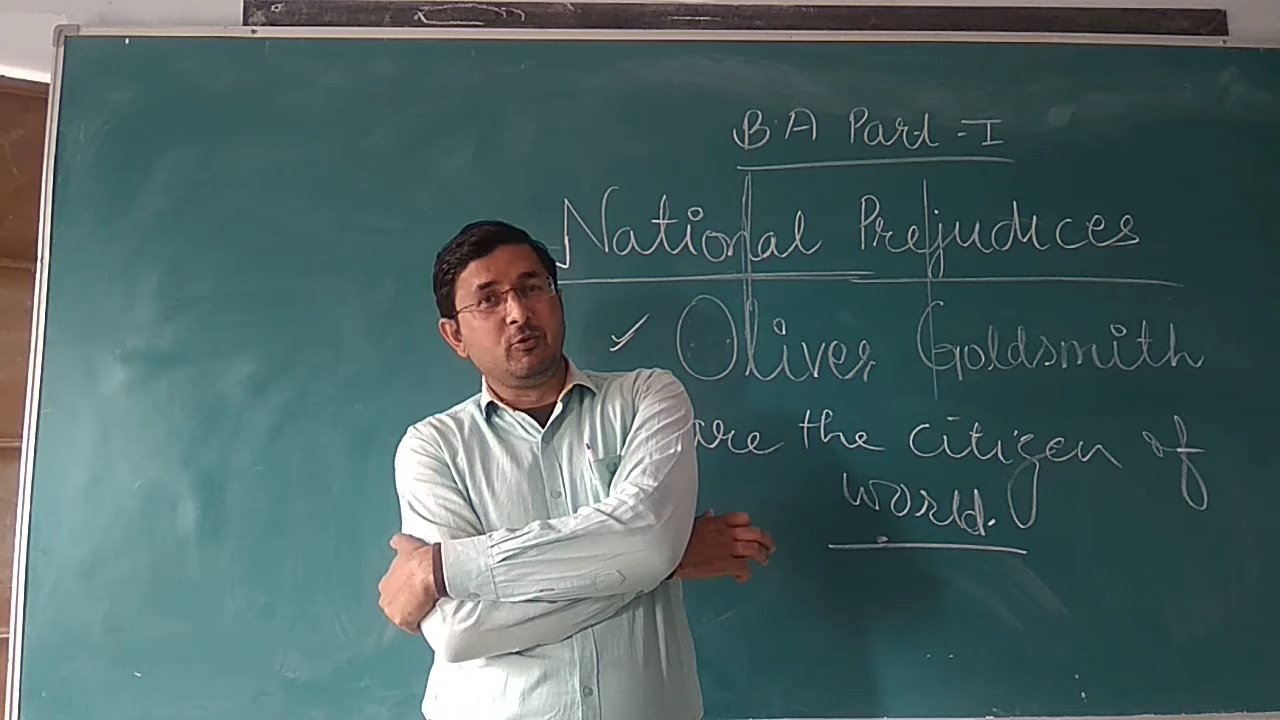 B.A Part-I
National Prejudices
✓ Oliver Goldsmith
are the citizen of
world.